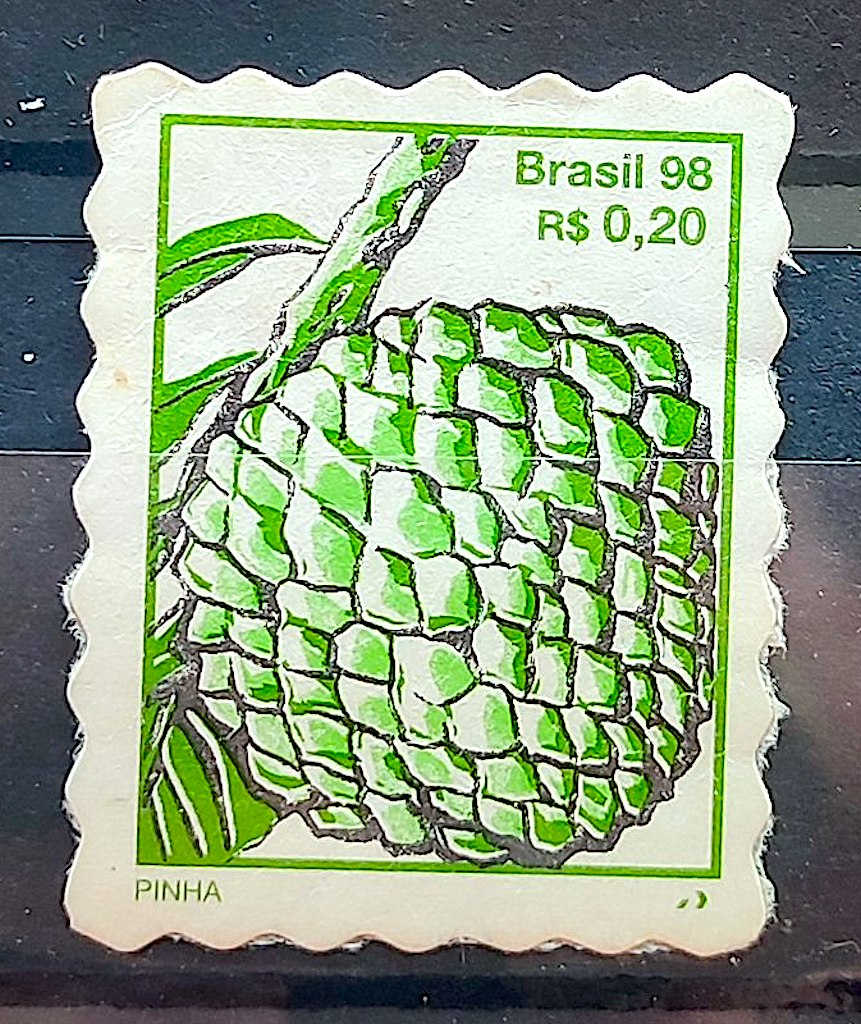 Brasil 98
R$ 0,20
PINHA